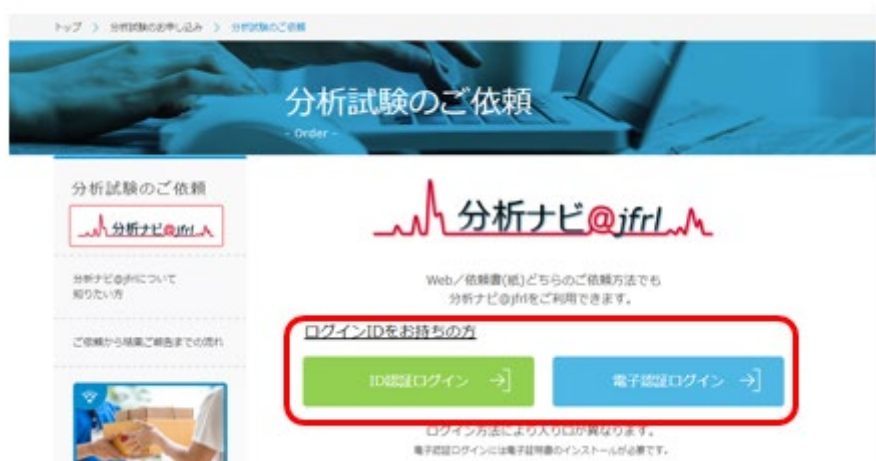 トップ > 分析試験のお申し込み > 分析試験のご依頼
分析試験のご依頼
- Order -
分析試験のご依頼
分析ナビ@jfrl
分析ナビ@jfrlについて
知りたい方
ご依頼から結果ご報告までの流れ
分析ナビ@jfrl
Web/依頼書(紙)どちらのご依頼方法でも
分析ナビ@jfrlをご利用できます。
ログインIDをお持ちの方
ID認証ログイン
電子認証ログイン
ログイン方法により入り口が異なります。
電子認証ログインには電子証明書のインストールが必要です。